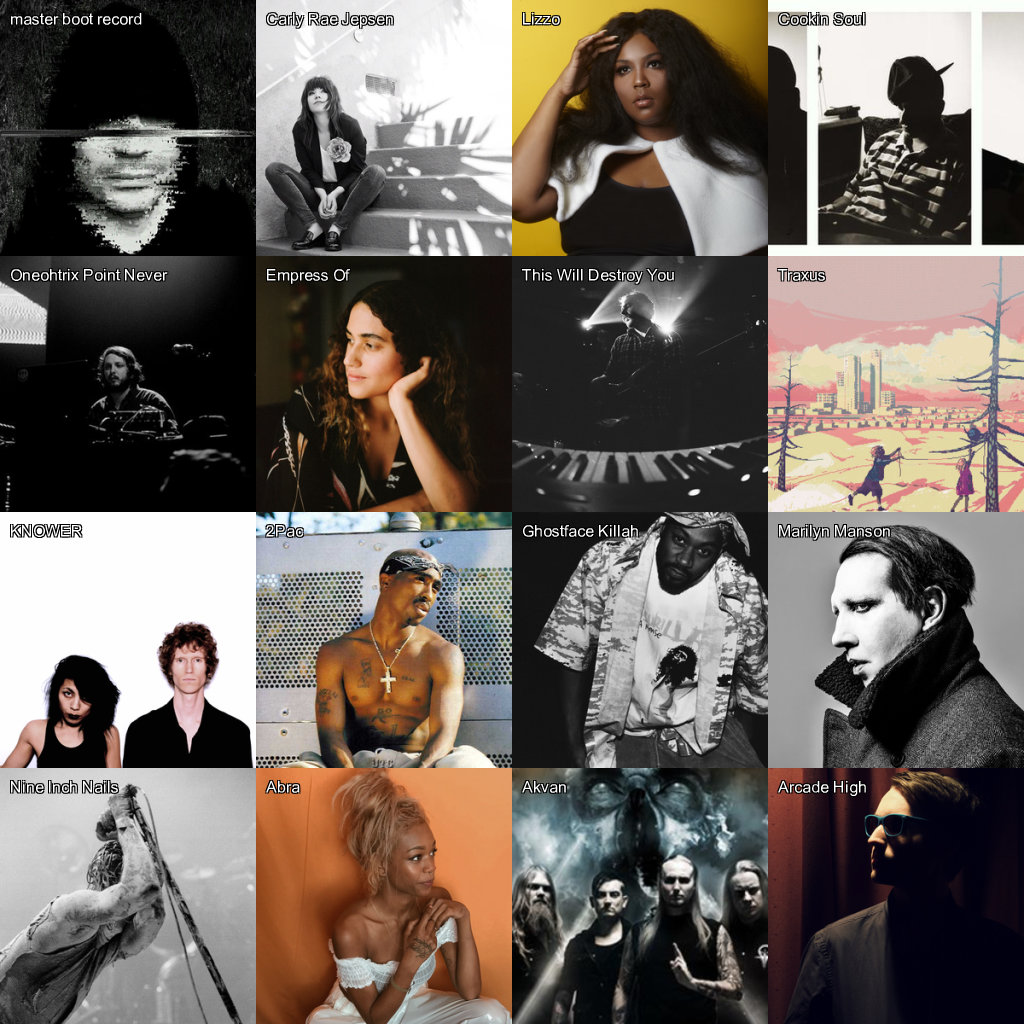 master boot record
Carly Rae Jepsen
Lizzo
Cookin Soul
Oneohtrix Point Never
Empress Of
This Will Destroy You
Traxus
KNOWER
2Pac
Ghostface Killah
Marilyn Manson
Nine Inch Nails
Abra
Akvan
Arcade High